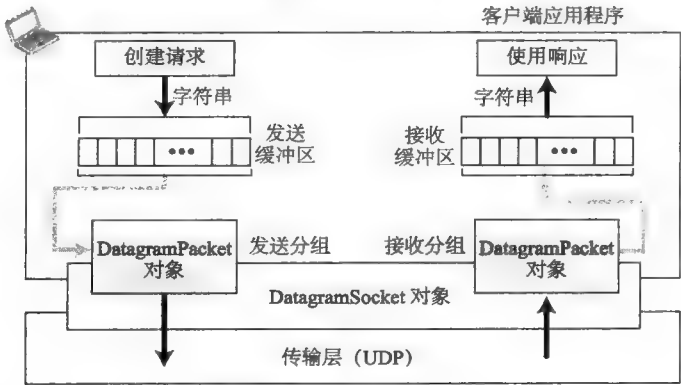 客户端应用程序
创建请求
使用响应
字符串
字符串
发送
缓冲区
接收
缓冲区
DatagramPacket
对象
发送分组
接收分组
DatagramPacket
对象
DatagramSocket 对象
传输层（UDP）